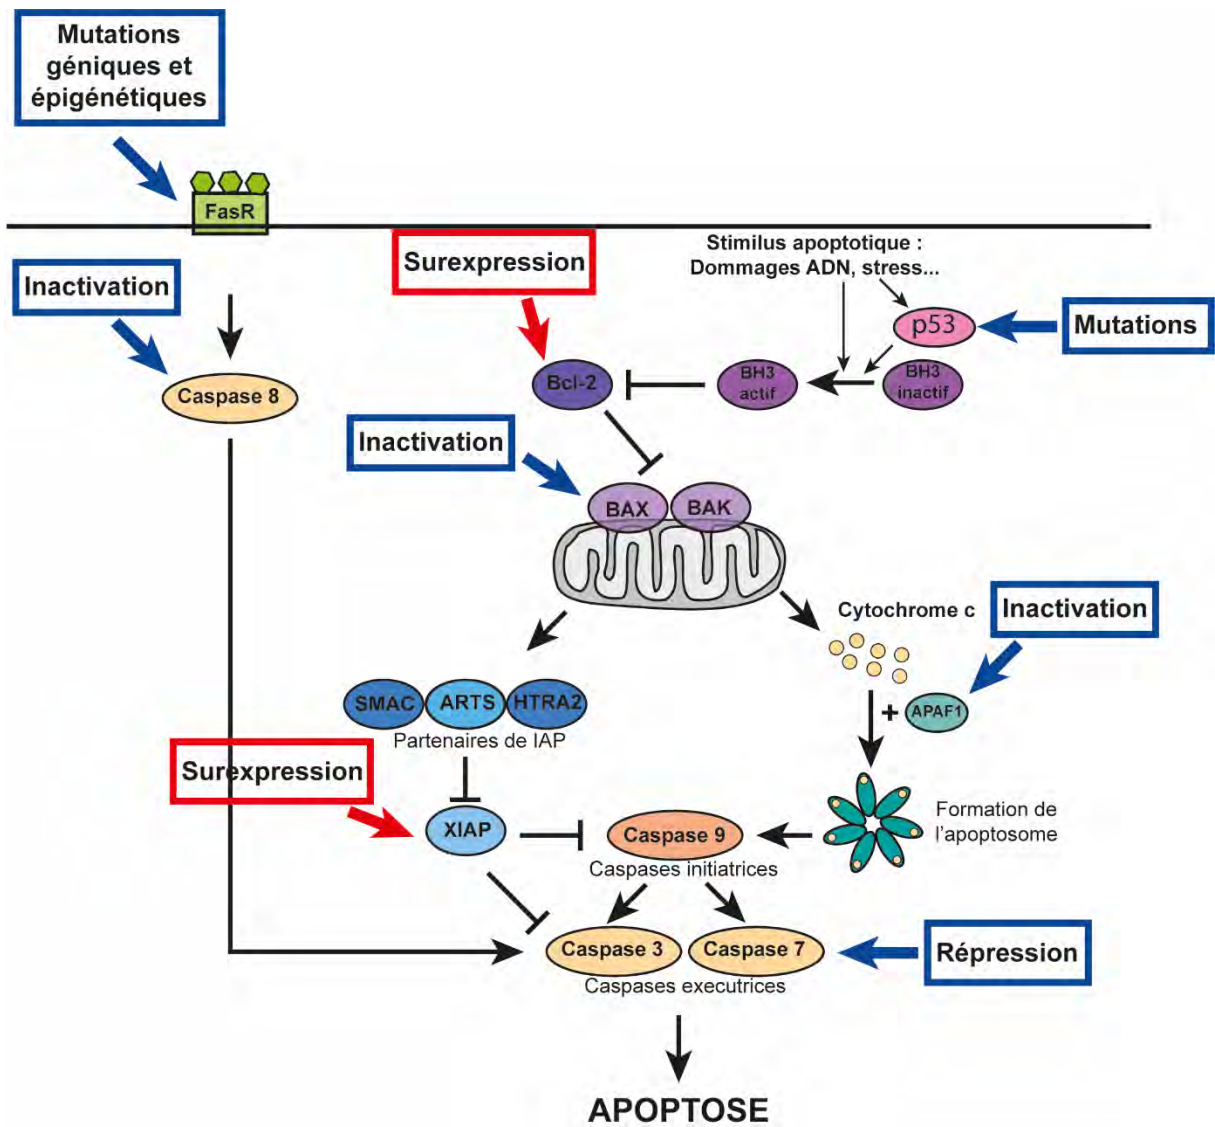 Mutations
géniques et
épigénétiques
FasR
Surexpression
Stimilus apoptotique :
Dommages ADN, stress...
Inactivation
p53
Mutations
Caspase 8
Bcl-2
BH3
actif
BH3
inactif
Inactivation
BAX
BAK
Cytochrome c
Inactivation
SMAC
ARTS
HTRA2
Partenaires de IAP
+
APAF1
Surexpression
XIAP
Caspase 9
Caspases initiatrices
Formation de
l'apoptosome
Caspase 3
Caspase 7
Caspases executrices
Répression
APOPTOSE